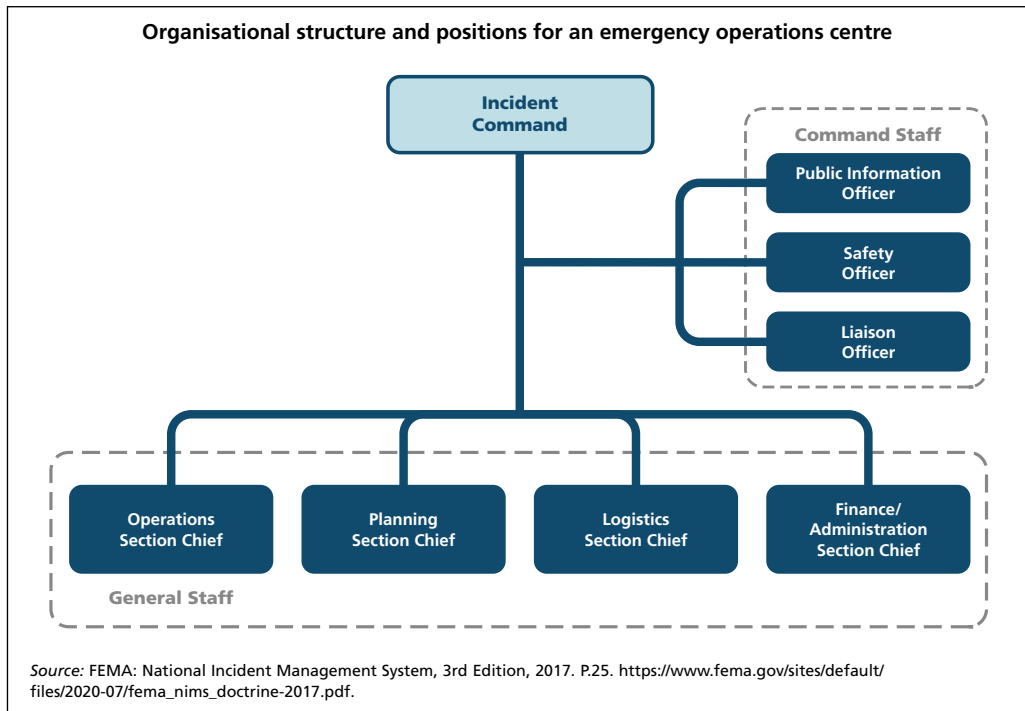 Organisational structure and positions for an emergency operations centre
Incident
Command
Command Staff
Public Information
Officer
Safety
Officer
Liaison
Officer
Operations
Section Chief
Planning
Section Chief
Logistics
Section Chief
Finance/
Administration
Section Chief
General Staff
Source: FEMA: National Incident Management System, 3rd Edition, 2017. P.25. https://www.fema.gov/sites/default/
files/2020-07/fema_nims_doctrine-2017.pdf.